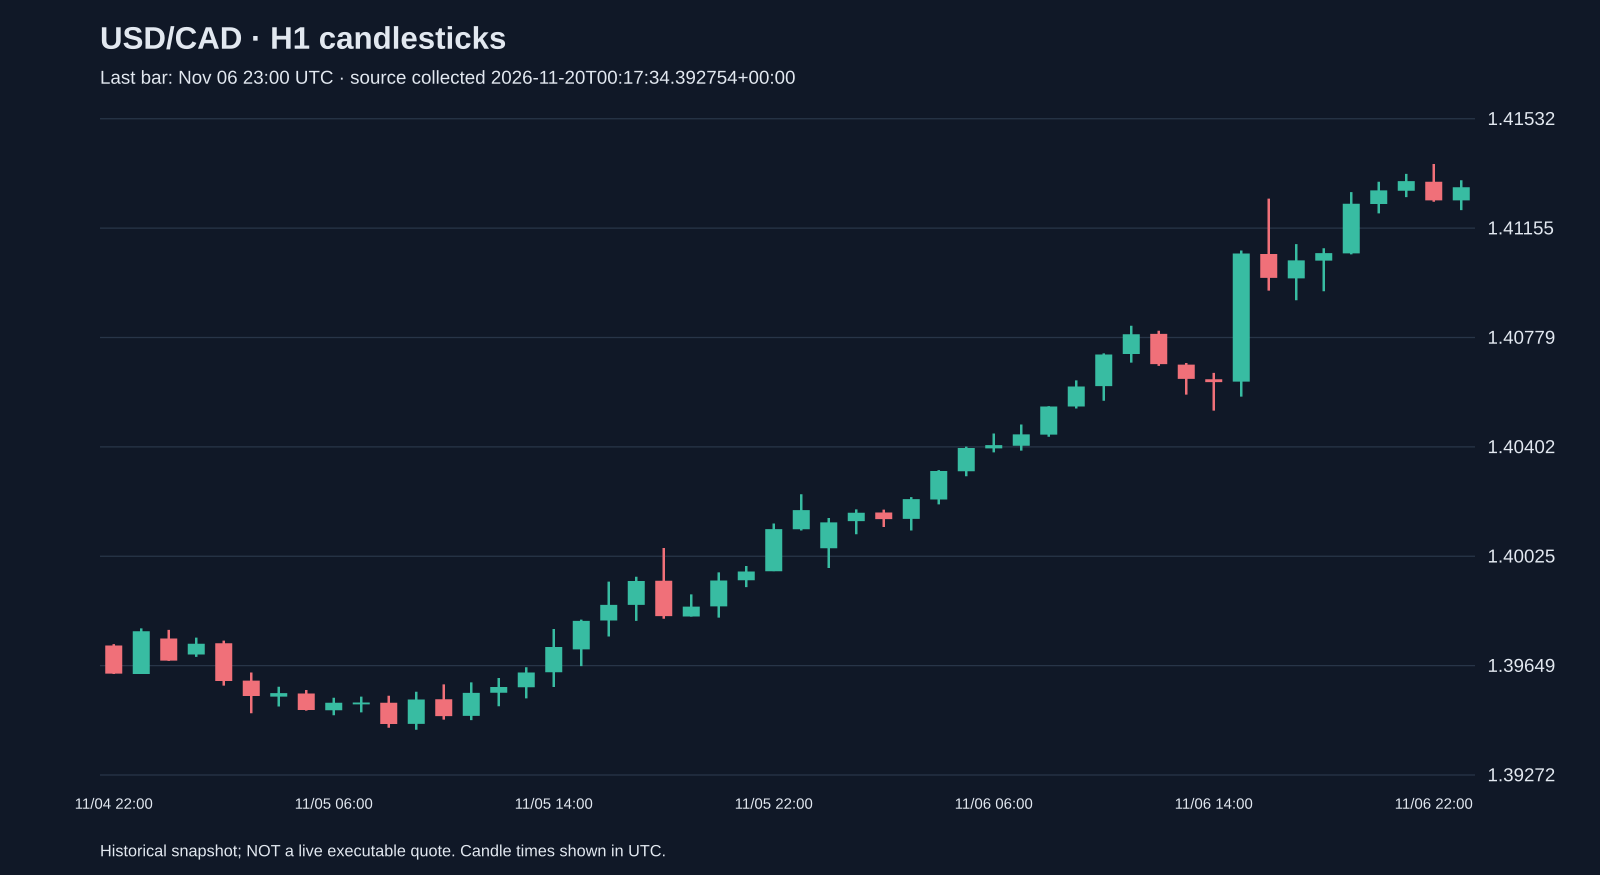 USD/CAD · H1 candlesticks
Last bar: Nov 06 23:00 UTC · source collected 2026-11-20T00:17:34.392754+00:00
1.41532
1.41155
1.40779
1.40402
1.40025
1.39649
1.39272
11/04 22:00 11/05 06:00 11/05 14:00 11/05 22:00 11/06 06:00 11/06 14:00 11/06 22:00
Historical snapshot; NOT a live executable quote. Candle times shown in UTC.